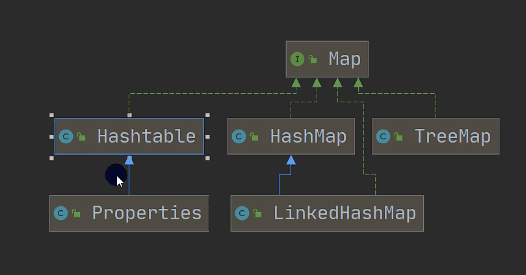 I Map
C Hashtable
C HashMap
C TreeMap
C Properties
C LinkedHashMap